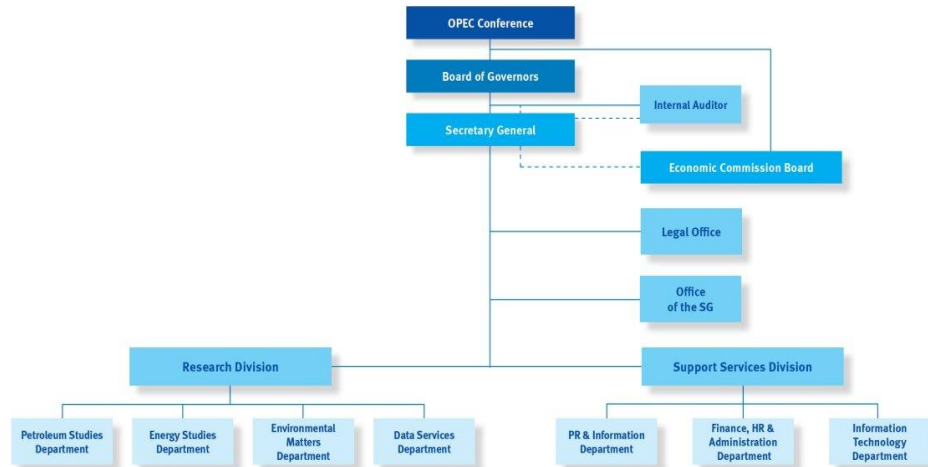 OPEC Conference
Board of Governors
Internal Auditor
Secretary General
Economic Commission Board
Legal Office
Office
of the SG
Research Division
Support Services Division
Petroleum Studies
Department
Energy Studies
Department
Environmental
Matters
Department
Data Services
Department
PR & Information
Department
Finance, HR &
Administration
Department
Information
Technology
Department